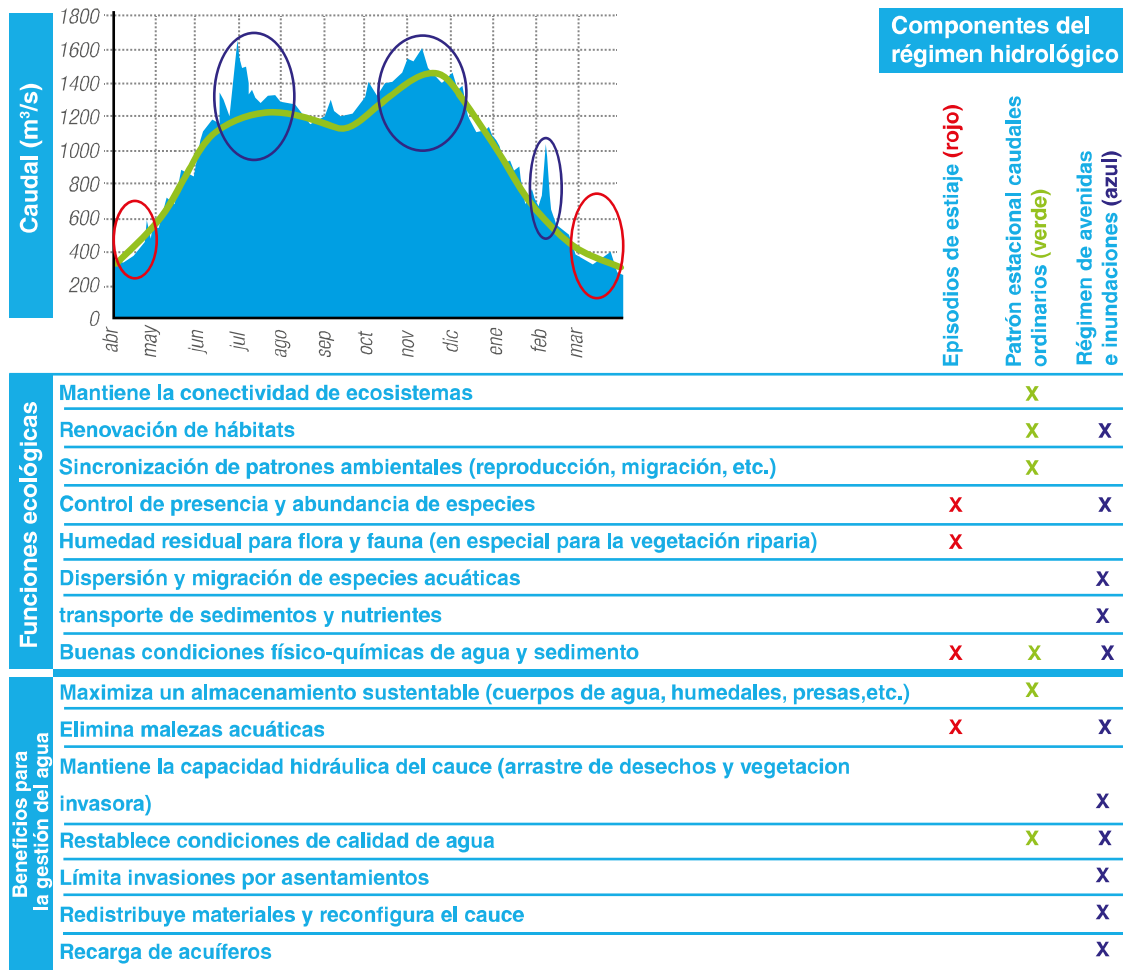 Caudal (m³/s)
1800
1600
1400
1200
1000
800
600
400
200
0
abr
may
jun
jul
ago
sep
oct
nov
dic
ene
feb
mar
Componentes del
régimen hidrológico
Episodios de estiaje (rojo)
Patrón estacional caudales
ordinarios (verde)
Régimen de avenidas
e inundaciones (azul)
Funciones ecológicas
Mantiene la conectividad de ecosistemas X
Renovación de hábitats X X
Sincronización de patrones ambientales (reproducción, migración, etc.) X
Control de presencia y abundancia de especies X X
Humedad residual para flora y fauna (en especial para la vegetación riparia) X
Dispersión y migración de especies acuáticas X
transporte de sedimentos y nutrientes X
Buenas condiciones físico-químicas de agua y sedimento X X X
Beneficios para
la gestión del agua
Maximiza un almacenamiento sustentable (cuerpos de agua, humedales, presas,etc.) X
Elimina malezas acuáticas X X
Mantiene la capacidad hidráulica del cauce (arrastre de desechos y vegetacion
invasora) X
Restablece condiciones de calidad de agua X X
Límita invasiones por asentamientos X
Redistribuye materiales y reconfigura el cauce X
Recarga de acuíferos X